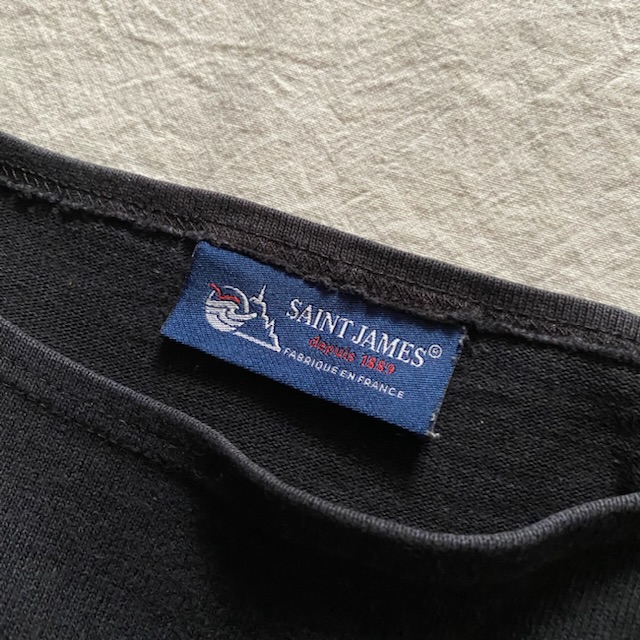 SAINT JAMES©
depuis 1889
FABRIQUE EN FRANCE